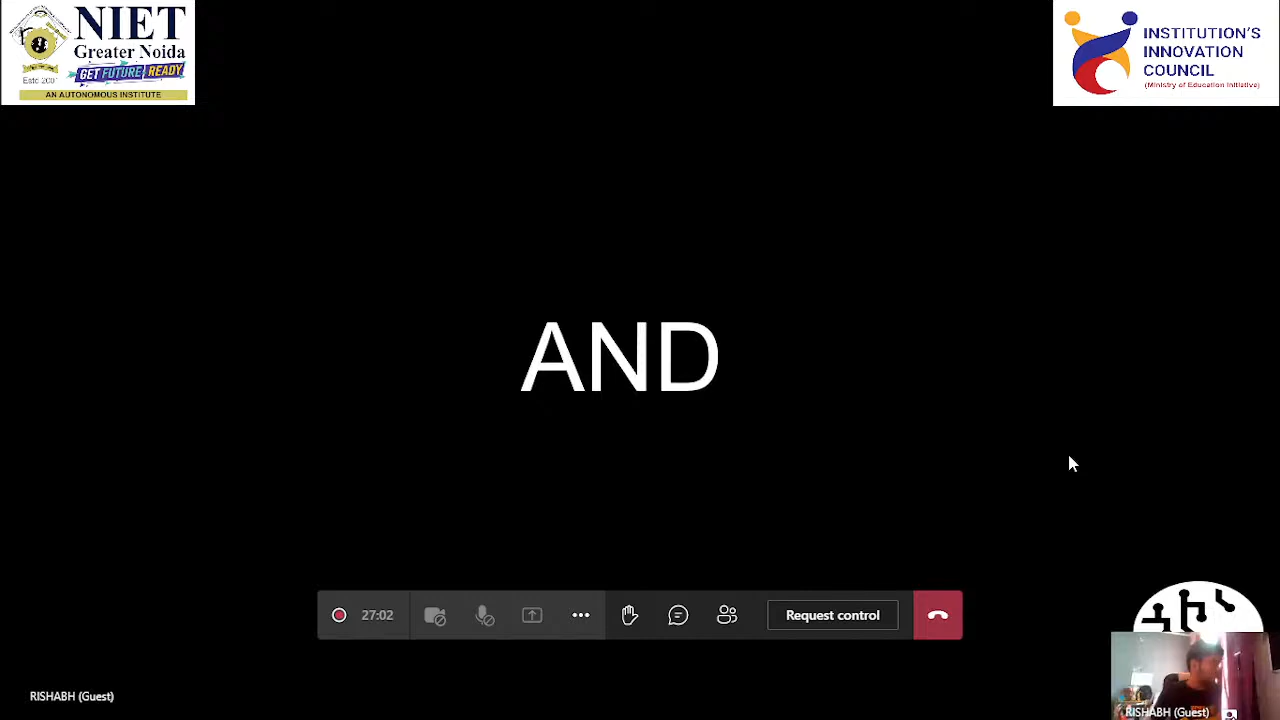 NIET
Greater Noida
GET FUTURE READY
AN AUTONOMOUS INSTITUTE
INSTITUTION'S
INNOVATION
COUNCIL
(Ministry of Education Initiative)
AND
27:02
Request control
RISHABH (Guest)
RISHABH (Guest)